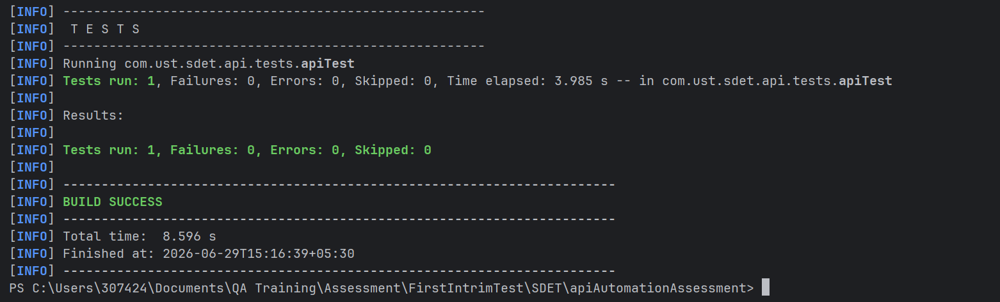 [INFO] -------------------------------------------------------
[INFO]  T E S T S
[INFO] -------------------------------------------------------
[INFO] Running com.ust.sdet.api.tests.apiTest
[INFO] Tests run: 1, Failures: 0, Errors: 0, Skipped: 0, Time elapsed: 3.985 s -- in com.ust.sdet.api.tests.apiTest
[INFO]
[INFO] Results:
[INFO]
[INFO] Tests run: 1, Failures: 0, Errors: 0, Skipped: 0
[INFO]
[INFO] ------------------------------------------------------------------------
[INFO] BUILD SUCCESS
[INFO] ------------------------------------------------------------------------
[INFO] Total time:  8.596 s
[INFO] Finished at: 2026-06-29T15:16:39+05:30
[INFO] ------------------------------------------------------------------------
PS C:\Users\307424\Documents\QA Training\Assessment\FirstIntrimTest\SDET\apiAutomationAssessment>